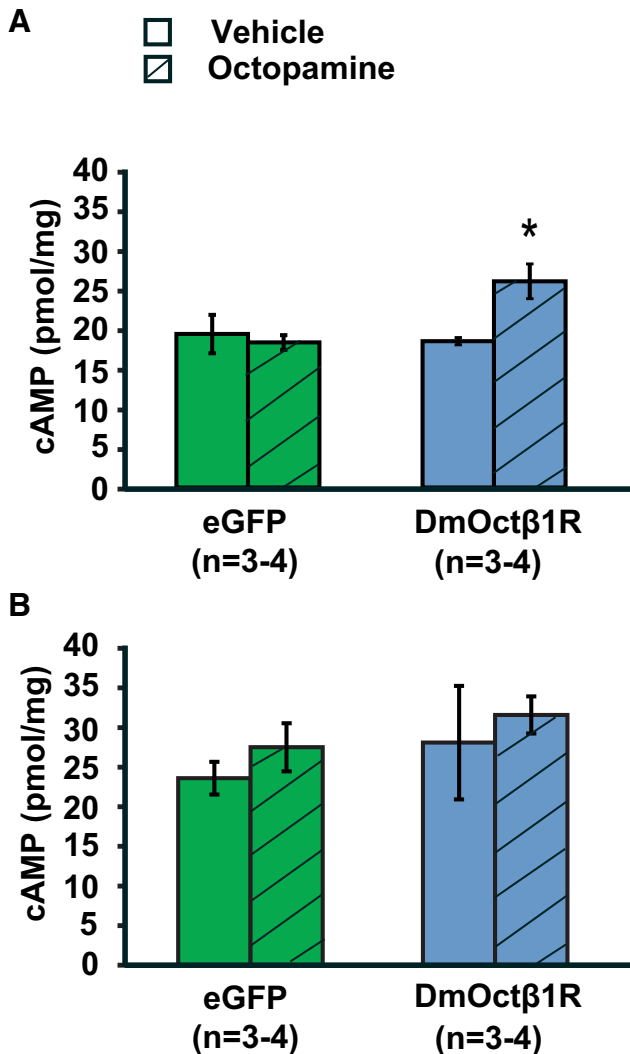 A
Vehicle
Octopamine
40
35
30
25
20
15
10
5
0
cAMP (pmol/mg)
*
eGFP
(n=3-4)
DmOctβ1R
(n=3-4)
B
40
35
30
25
20
15
10
5
0
cAMP (pmol/mg)
eGFP
(n=3-4)
DmOctβ1R
(n=3-4)